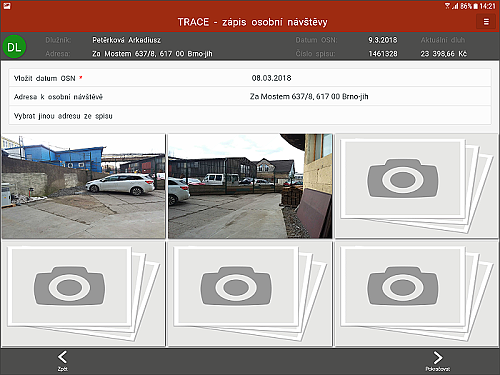 86% 14:21
TRACE - zápis osobní návštěvy
DL
Dlužník: Petěrková Arkadiusz Datum OSN: 9.3.2018 Aktuální dluh
Adresa: Za Mostem 637/8, 617 00 Brno-jih Číslo spisu: 1461328 23 398,66 Kč
Vložit datum OSN * 08.03.2018
Adresa k osobní návštěvě Za Mostem 637/8, 617 00 Brno-jih
Vybrat jinou adresu ze spisu
Zpět
Pokračovat